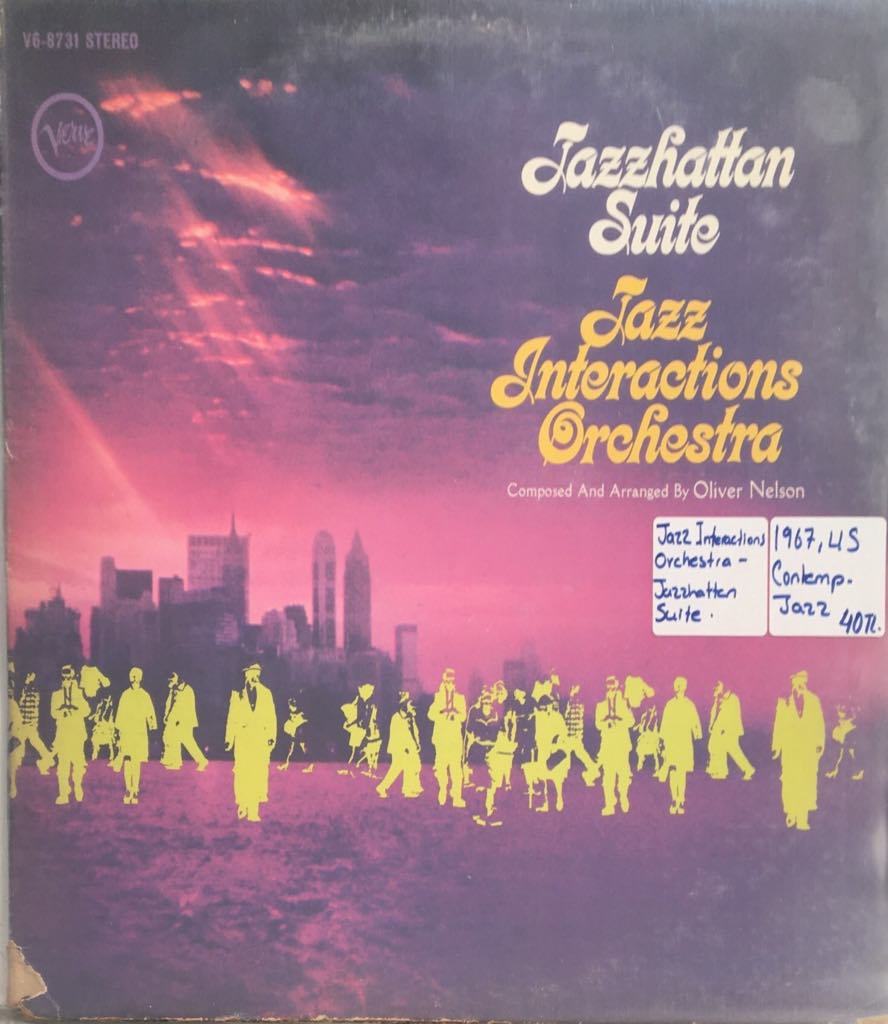 V6-8731 STEREO
Verve
Jazzhattan
Suite
Jazz
Interactions
Orchestra
Composed And Arranged By Oliver Nelson
Jazz Interactions
Orchestra -
Jazzhattan
Suite.
1967, US
Contemp.
Jazz
40TL.